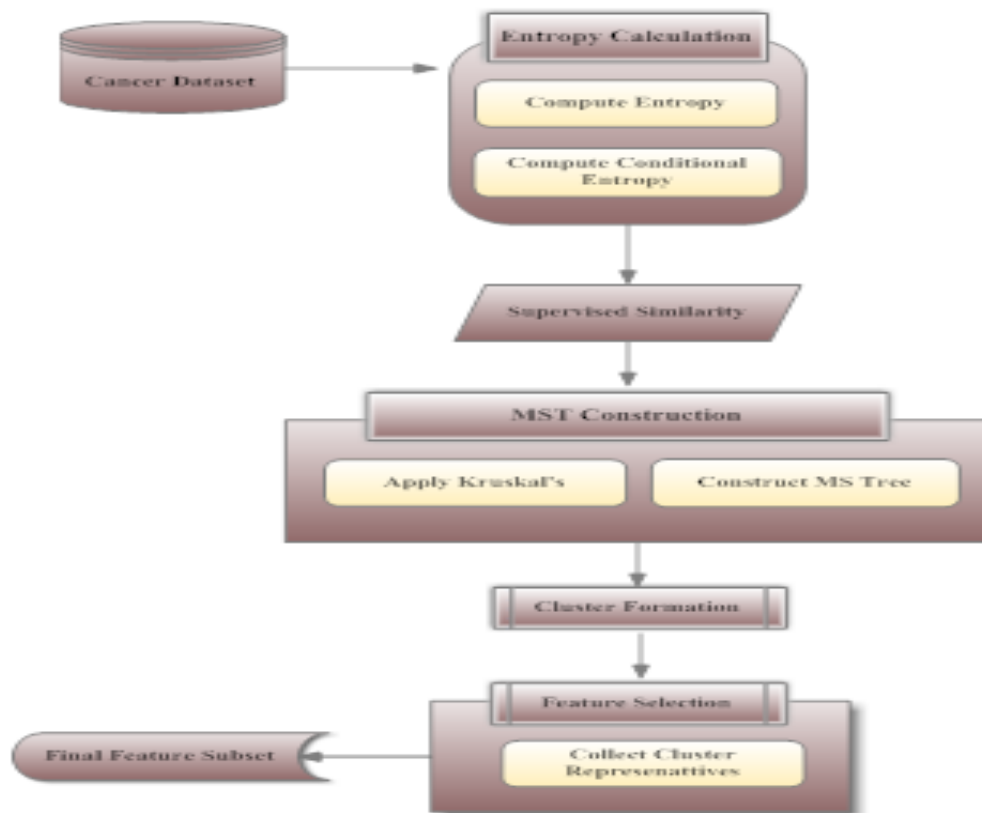 Cancer Dataset
Entropy Calculation
Compute Entropy
Compute Conditional
Entropy
Supervised Similarity
MST Construction
Apply Kruskal's
Construct MS Tree
Cluster Formation
Feature Selection
Collect Cluster
Represenattives
Final Feature Subset